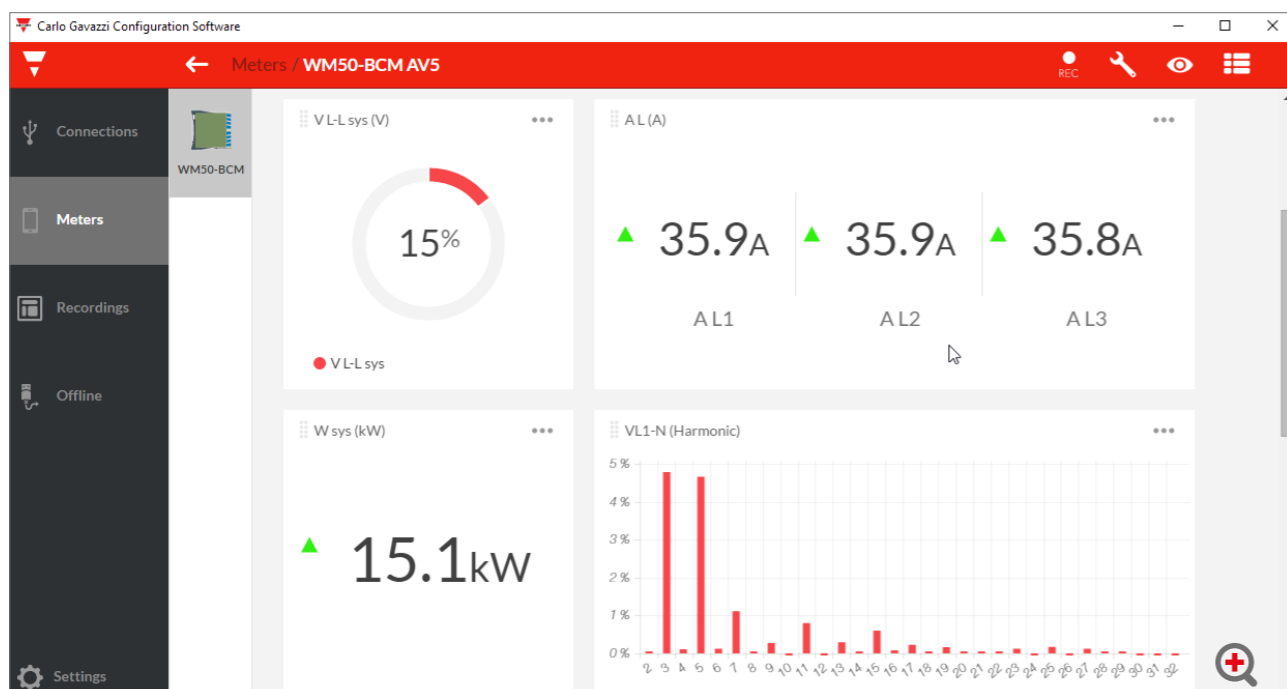 Carlo Gavazzi Configuration Software
Meters / WM50-BCM AV5
REC
Connections
Meters
Recordings
Offline
Settings
WM50-BCM
V L-L sys (V)
15%
V L-L sys
A L (A)
35.9A 35.9A 35.8A
A L1 A L2 A L3
W sys (kW)
15.1kW
VL1-N (Harmonic)
5 %
4 %
3 %
2 %
1 %
0 %
2 3 4 5 6 7 8 9 10 11 12 13 14 15 16 17 18 19 20 21 22 23 24 25 26 27 28 29 30 31 32